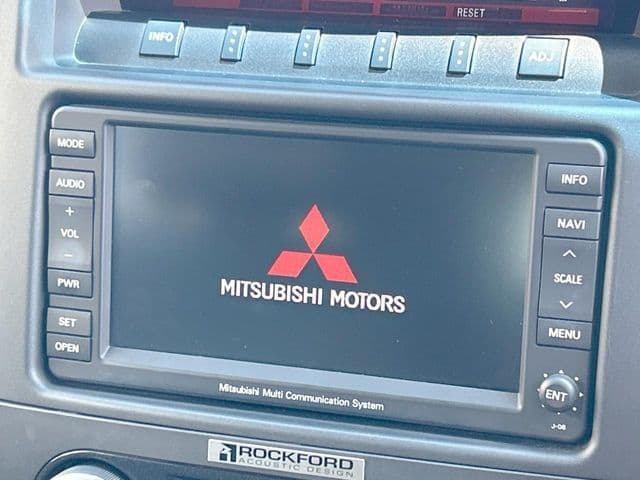 RESET
INFO
ADJ
MODE
AUDIO
+
VOL
−
PWR
SET
OPEN
MITSUBISHI MOTORS
INFO
NAVI
SCALE
MENU
ENT
J-06
Mitsubishi Multi Communication System
ROCKFORD
ACOUSTIC DESIGN